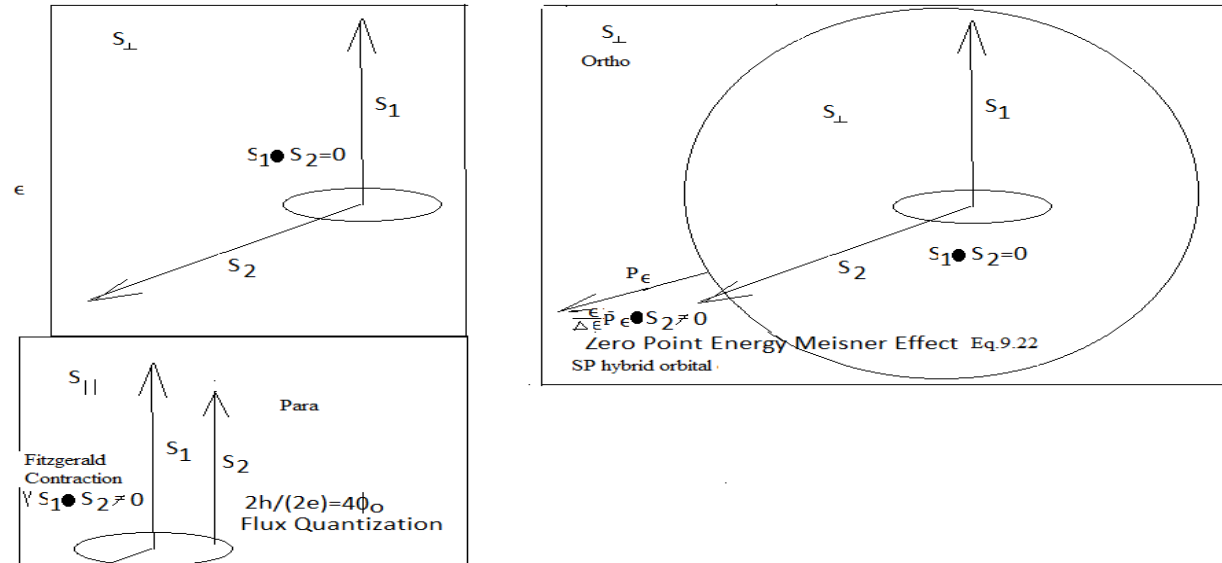 S⊥
S1
S1●S2=0
ϵ
S2
S||
Para
S1
S2
Fitzgerald
Contraction
γ S1●S2≠0
2h/(2e)=4ϕo
Flux Quantization
S⊥
Ortho
S⊥
S1
S1●S2=0
S2
Pϵ
ϵ/Δϵ Pϵ●S2≠0
Zero Point Energy Meisner Effect Eq.9.22
SP hybrid orbital